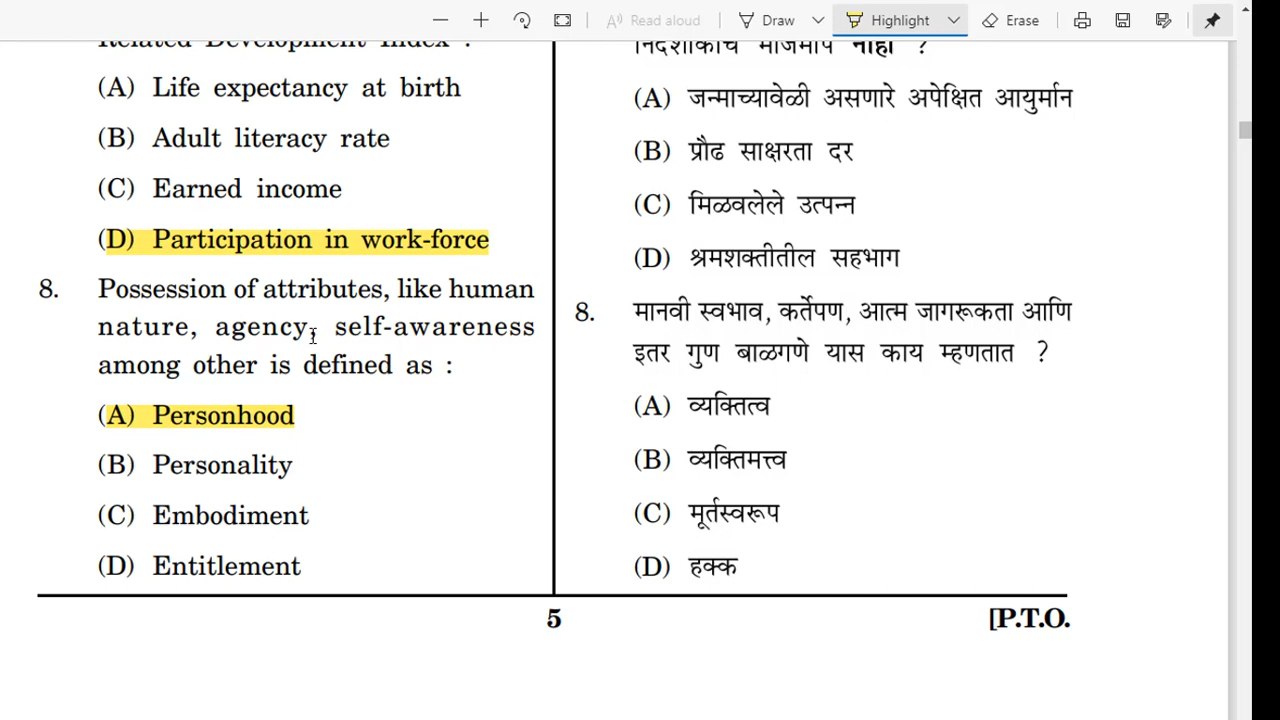 Read aloud
Draw
Highlight
Erase
Related Development Index :
(A) Life expectancy at birth
(B) Adult literacy rate
(C) Earned income
(D) Participation in work-force
8. Possession of attributes, like human
nature, agency, self-awareness
among other is defined as :
(A) Personhood
(B) Personality
(C) Embodiment
(D) Entitlement
नाही ?
(A) जन्माच्यावेळी असणारे अपेक्षित आयुर्मान
(B) प्रौढ साक्षरता दर
(C) मिळवलेले उत्पन्न
(D) श्रमशक्तीतील सहभाग
8. मानवी स्वभाव, कर्तेपण, आत्म जागरूकता आणि
इतर गुण बाळगणे यास काय म्हणतात ?
(A) व्यक्तित्व
(B) व्यक्तिमत्त्व
(C) मूर्तस्वरूप
(D) हक्क
5
[P.T.O.